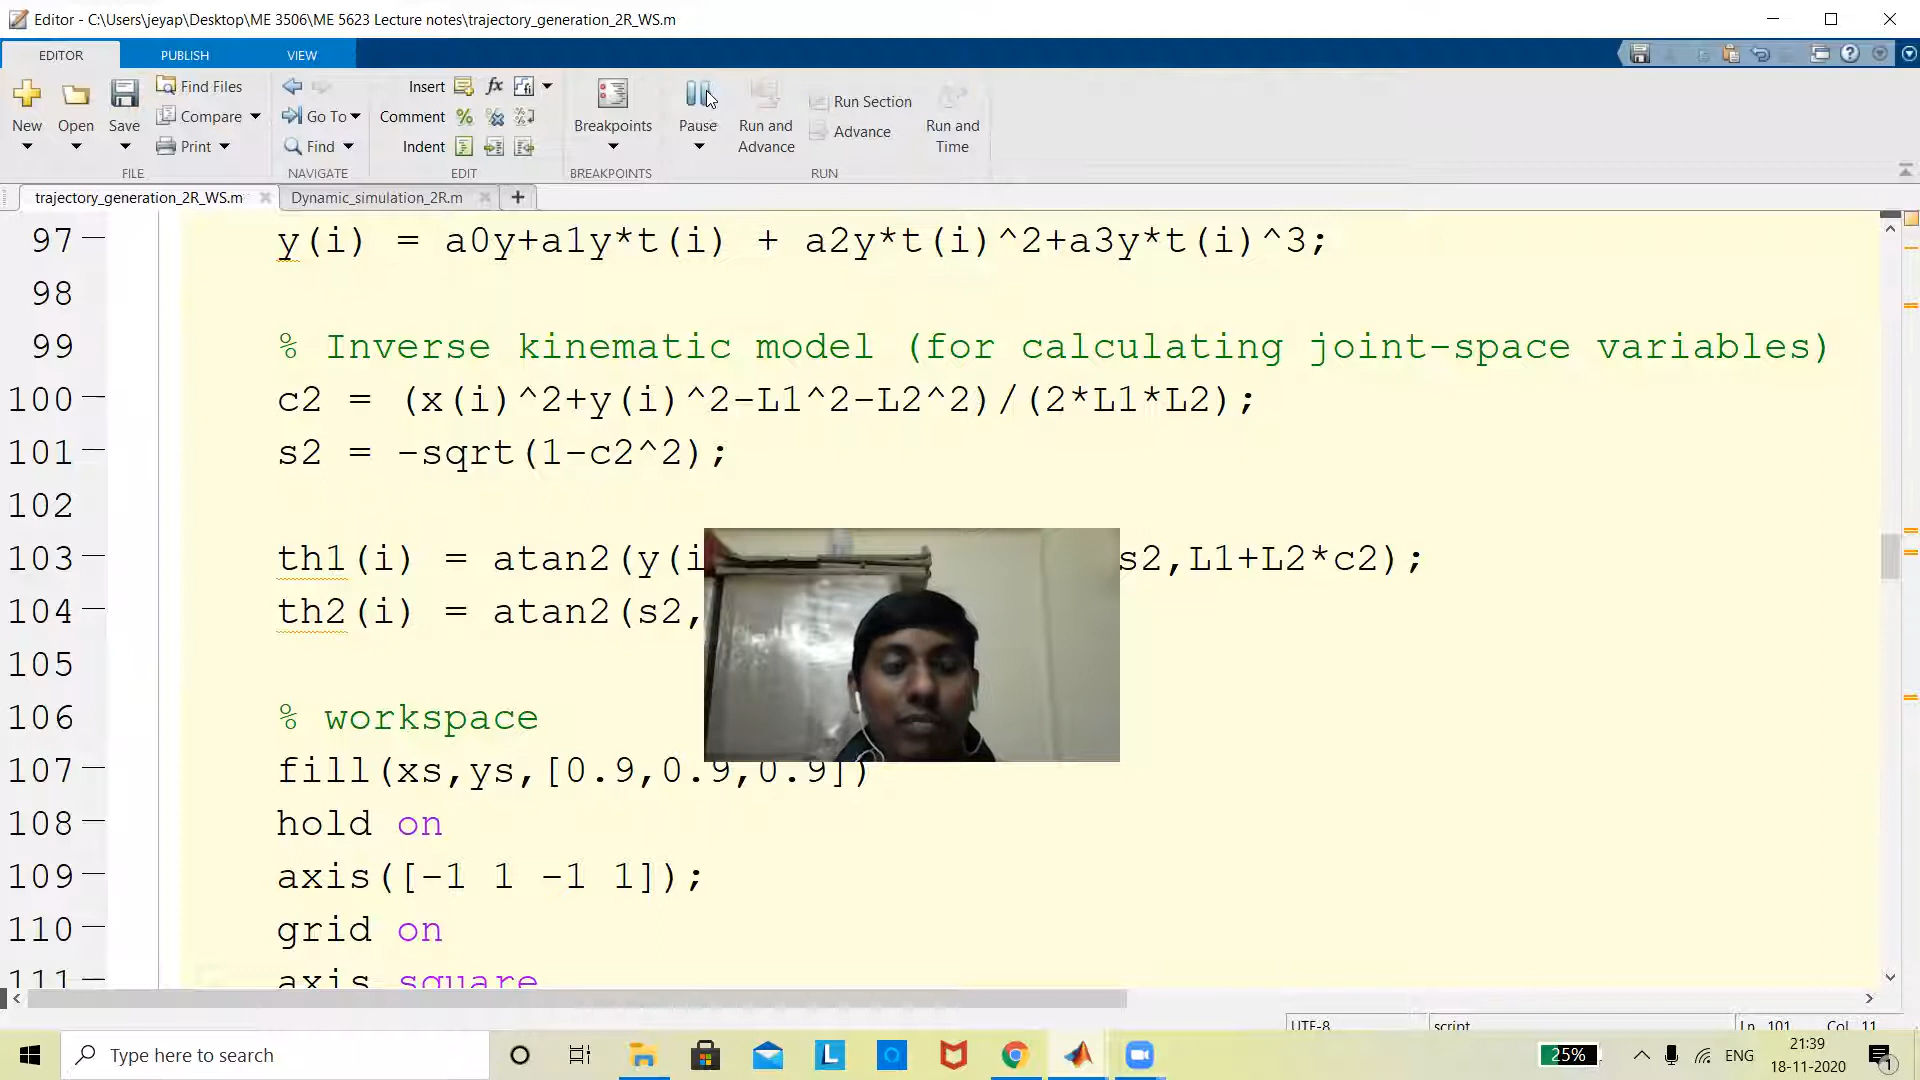 Editor - C:\Users\jeyap\Desktop\ME 3506\ME 5623 Lecture notes\trajectory_generation_2R_WS.m
EDITOR PUBLISH VIEW
New Open Save
Find Files
Compare
Print
FILE
Go To
Find
NAVIGATE
Insert fx
Comment %
Indent
EDIT
Breakpoints
BREAKPOINTS
Pause
Run and Advance
Run Section
Advance
Run and Time
RUN
trajectory_generation_2R_WS.m Dynamic_simulation_2R.m +
97 y(i) = a0y+a1y*t(i) + a2y*t(i)^2+a3y*t(i)^3;
98
99 % Inverse kinematic model (for calculating joint-space variables)
100 c2 = (x(i)^2+y(i)^2-L1^2-L2^2)/(2*L1*L2);
101 s2 = -sqrt(1-c2^2);
102
103 th1(i) = atan2(y(i s2,L1+L2*c2);
104 th2(i) = atan2(s2,
105
106 % workspace
107 fill(xs,ys,[0.9,0.9,0.9])
108 hold on
109 axis([-1 1 -1 1]);
110 grid on
111 axis square
UTF-8 script Ln 101 Col 11
Type here to search
25%
ENG
21:39
18-11-2020
1